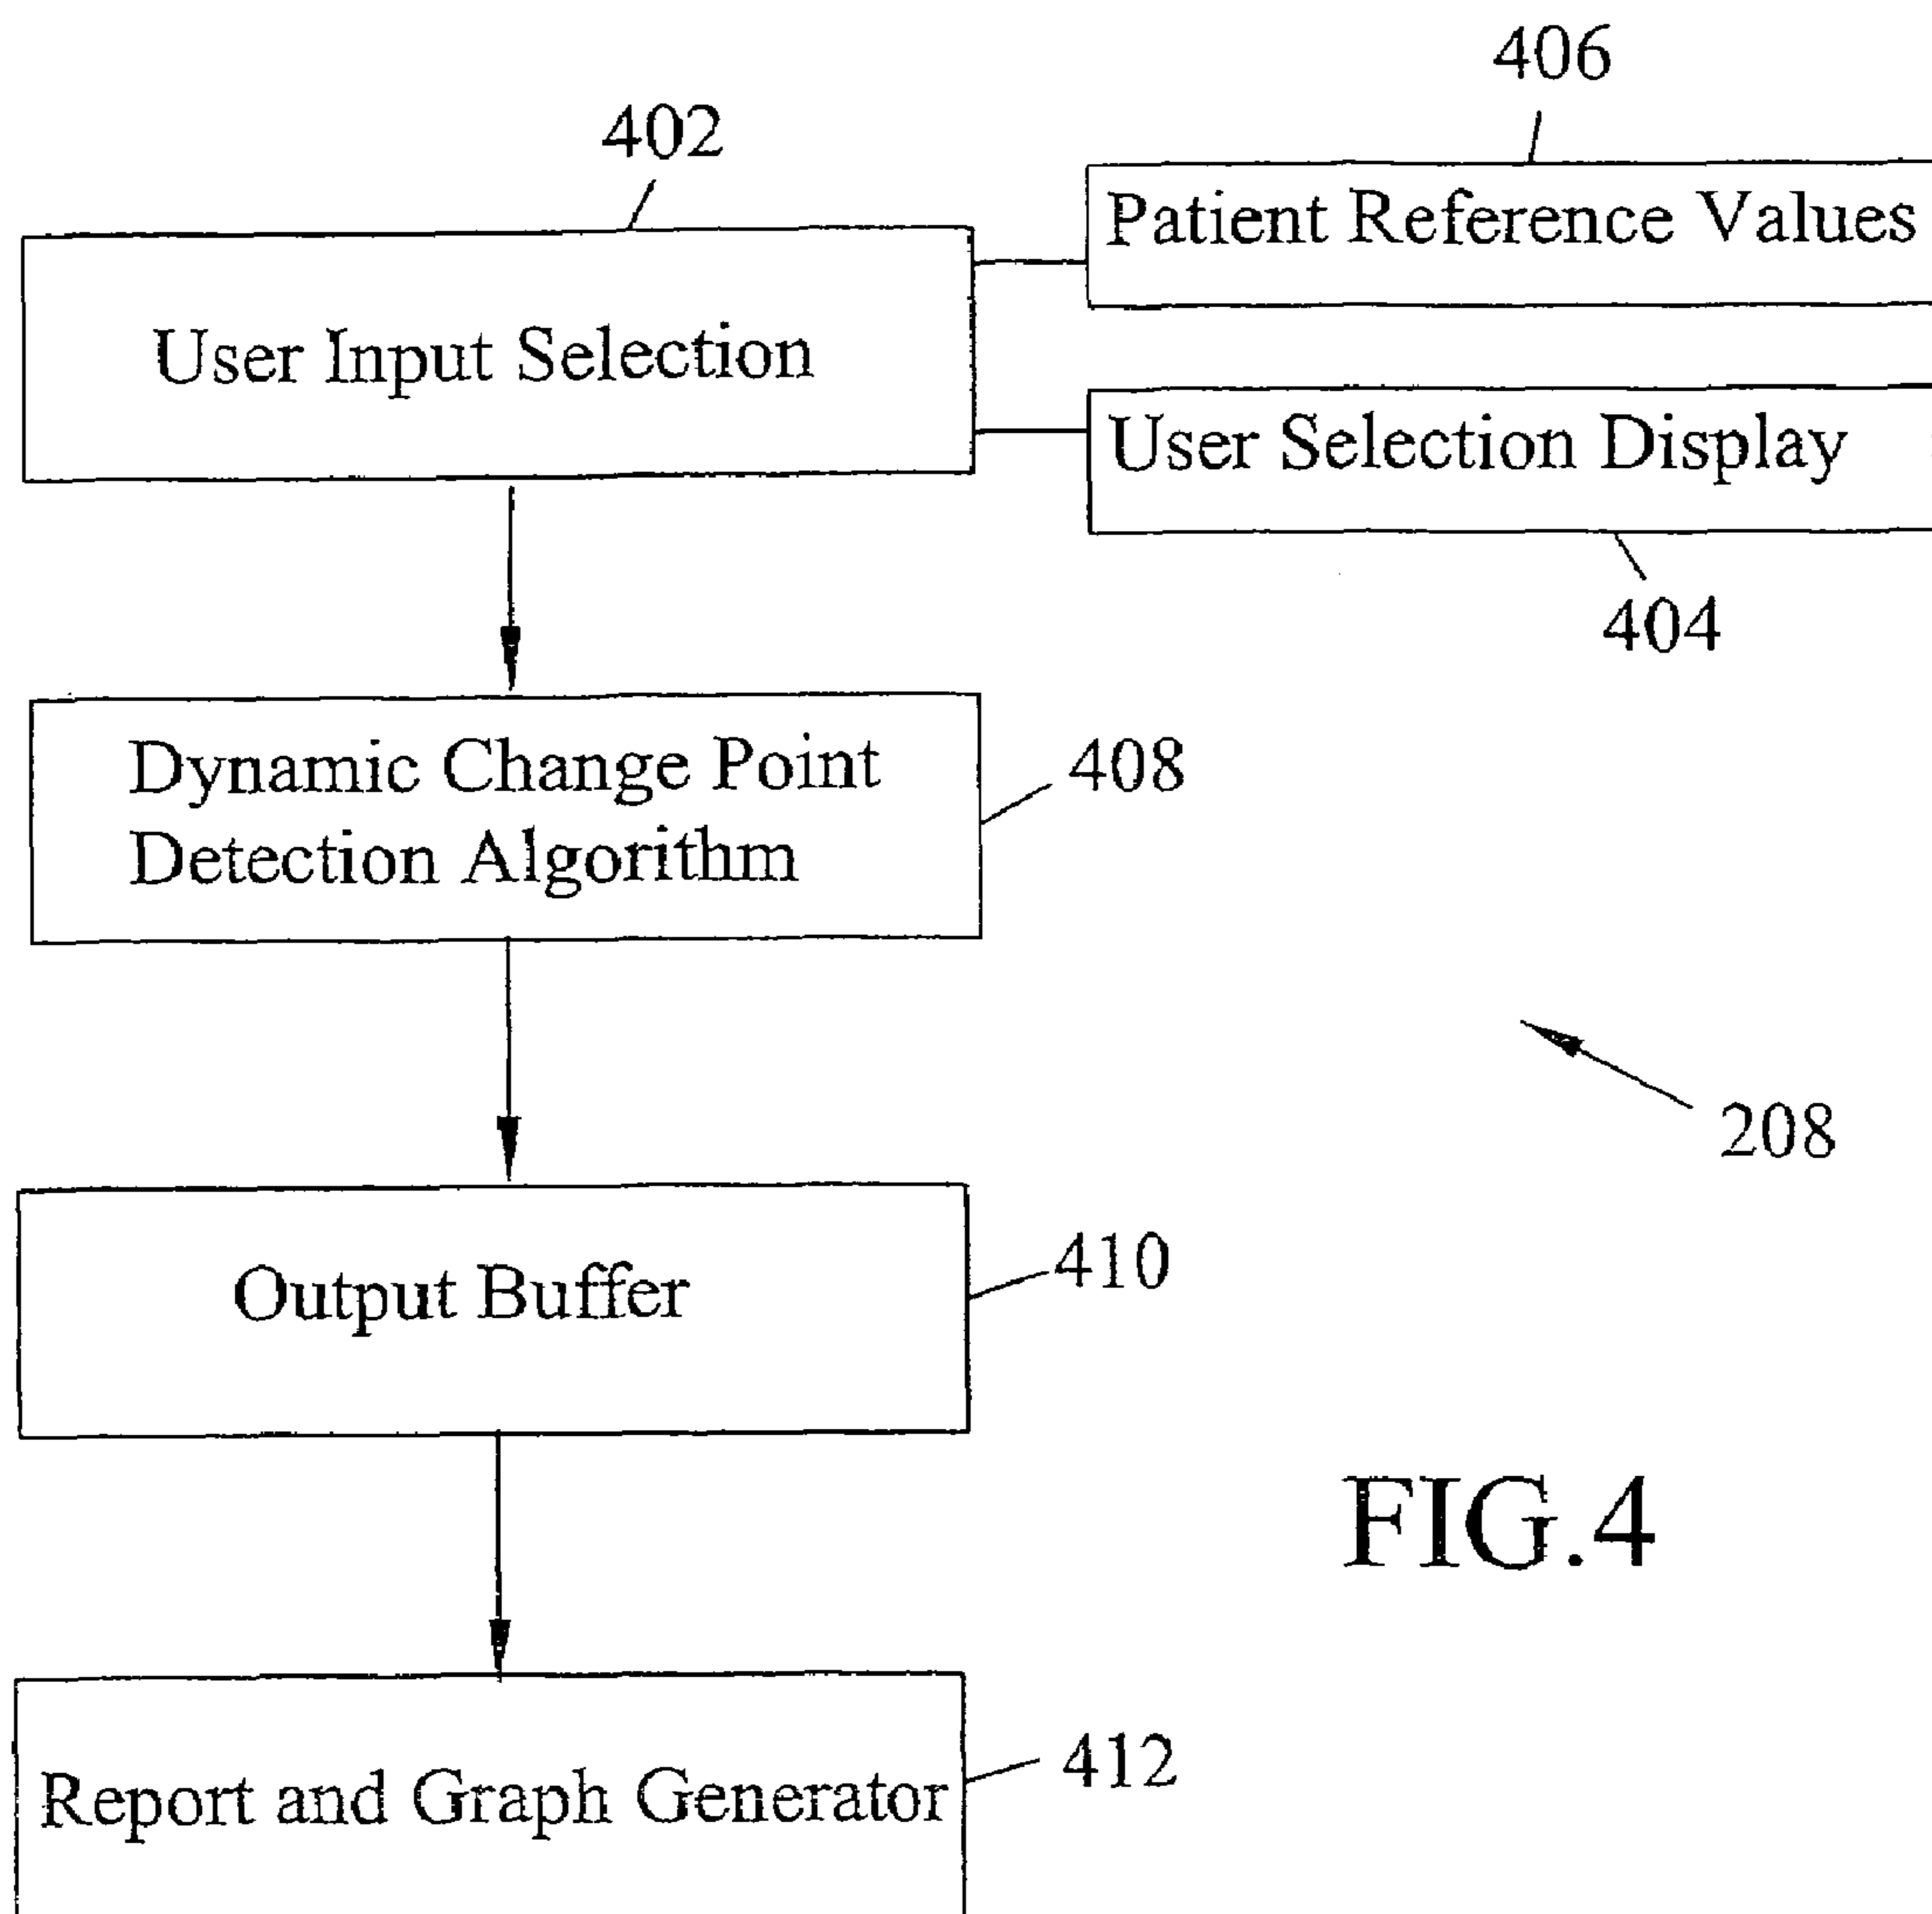 406
402
Patient Reference Values
User Input Selection
User Selection Display
404
Dynamic Change Point
Detection Algorithm
408
208
Output Buffer
410
FIG.4
Report and Graph Generator
412